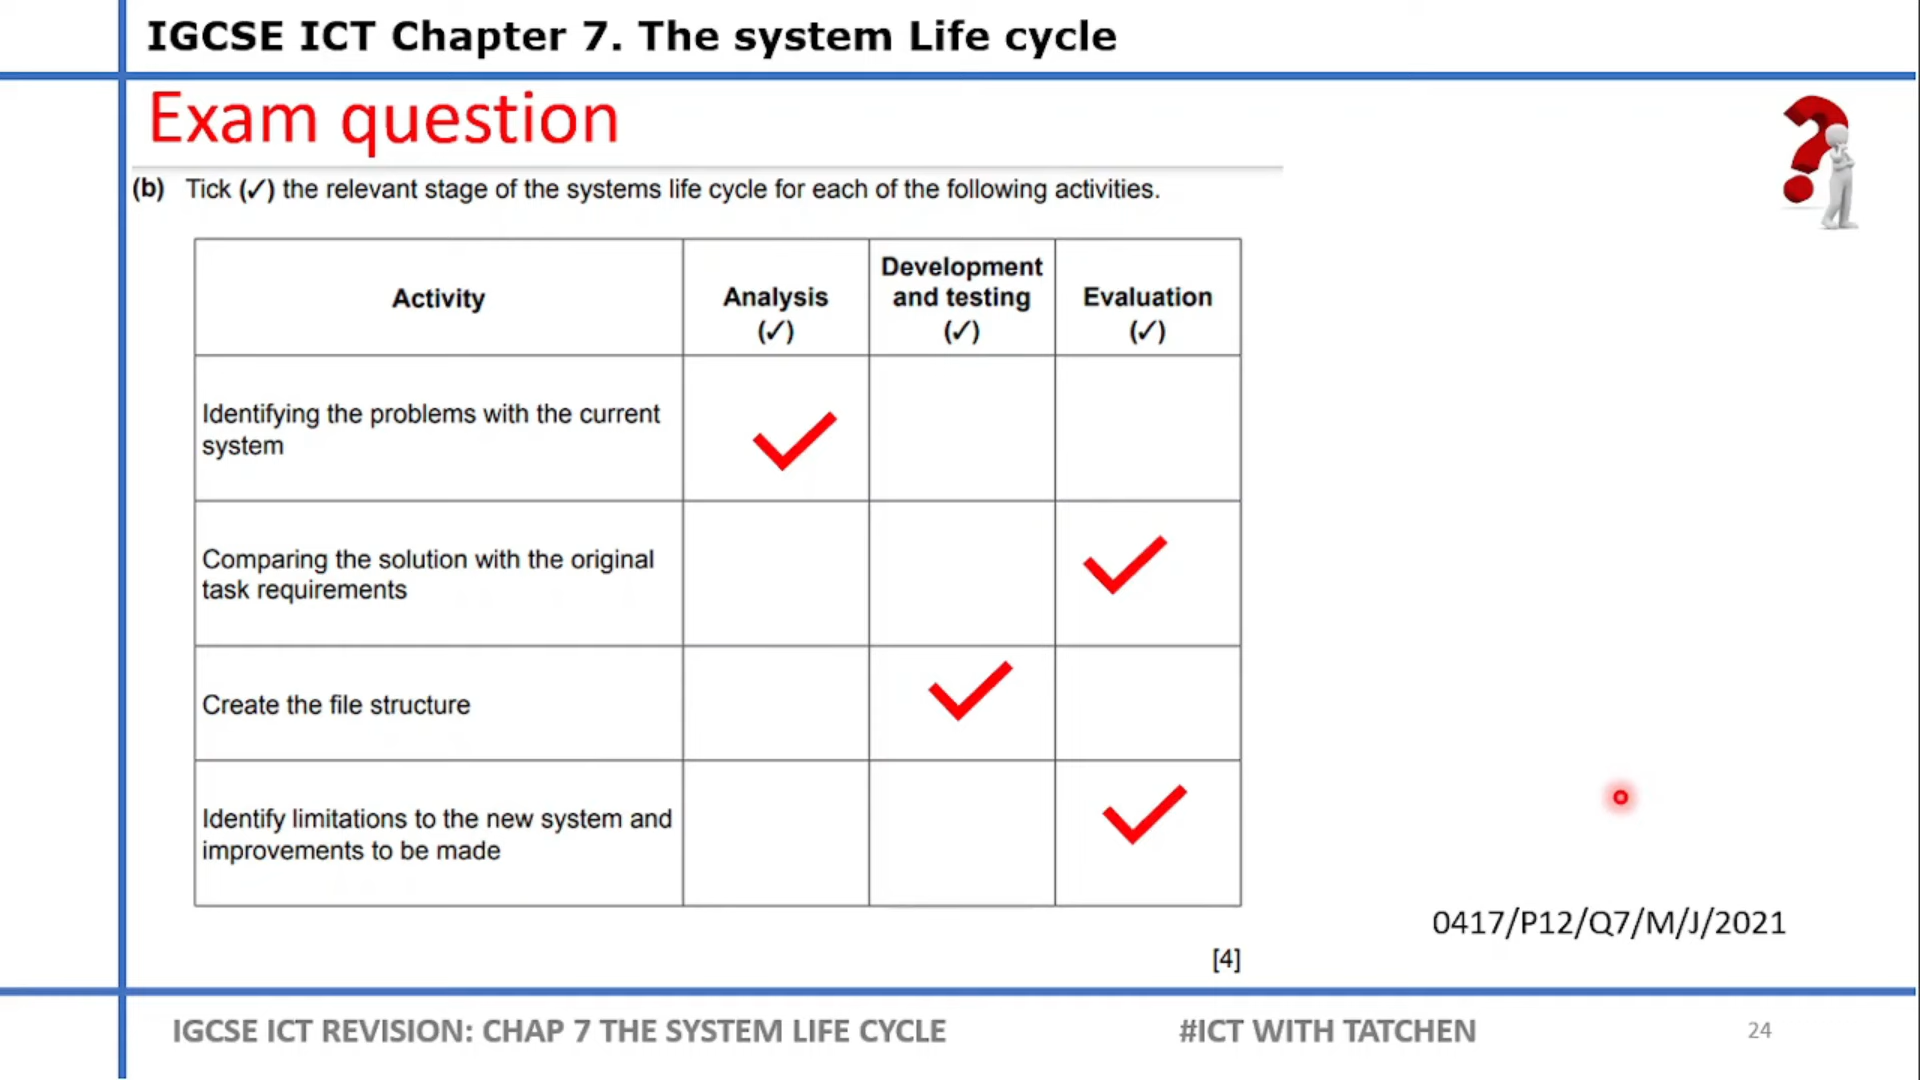 IGCSE ICT Chapter 7. The system Life cycle
Exam question
(b) Tick (✓) the relevant stage of the systems life cycle for each of the following activities.
Activity
Analysis
(✓)
Development
and testing
(✓)
Evaluation
(✓)
Identifying the problems with the current
system
Comparing the solution with the original
task requirements
Create the file structure
Identify limitations to the new system and
improvements to be made
[4]
0417/P12/Q7/M/J/2021
IGCSE ICT REVISION: CHAP 7 THE SYSTEM LIFE CYCLE
#ICT WITH TATCHEN
24